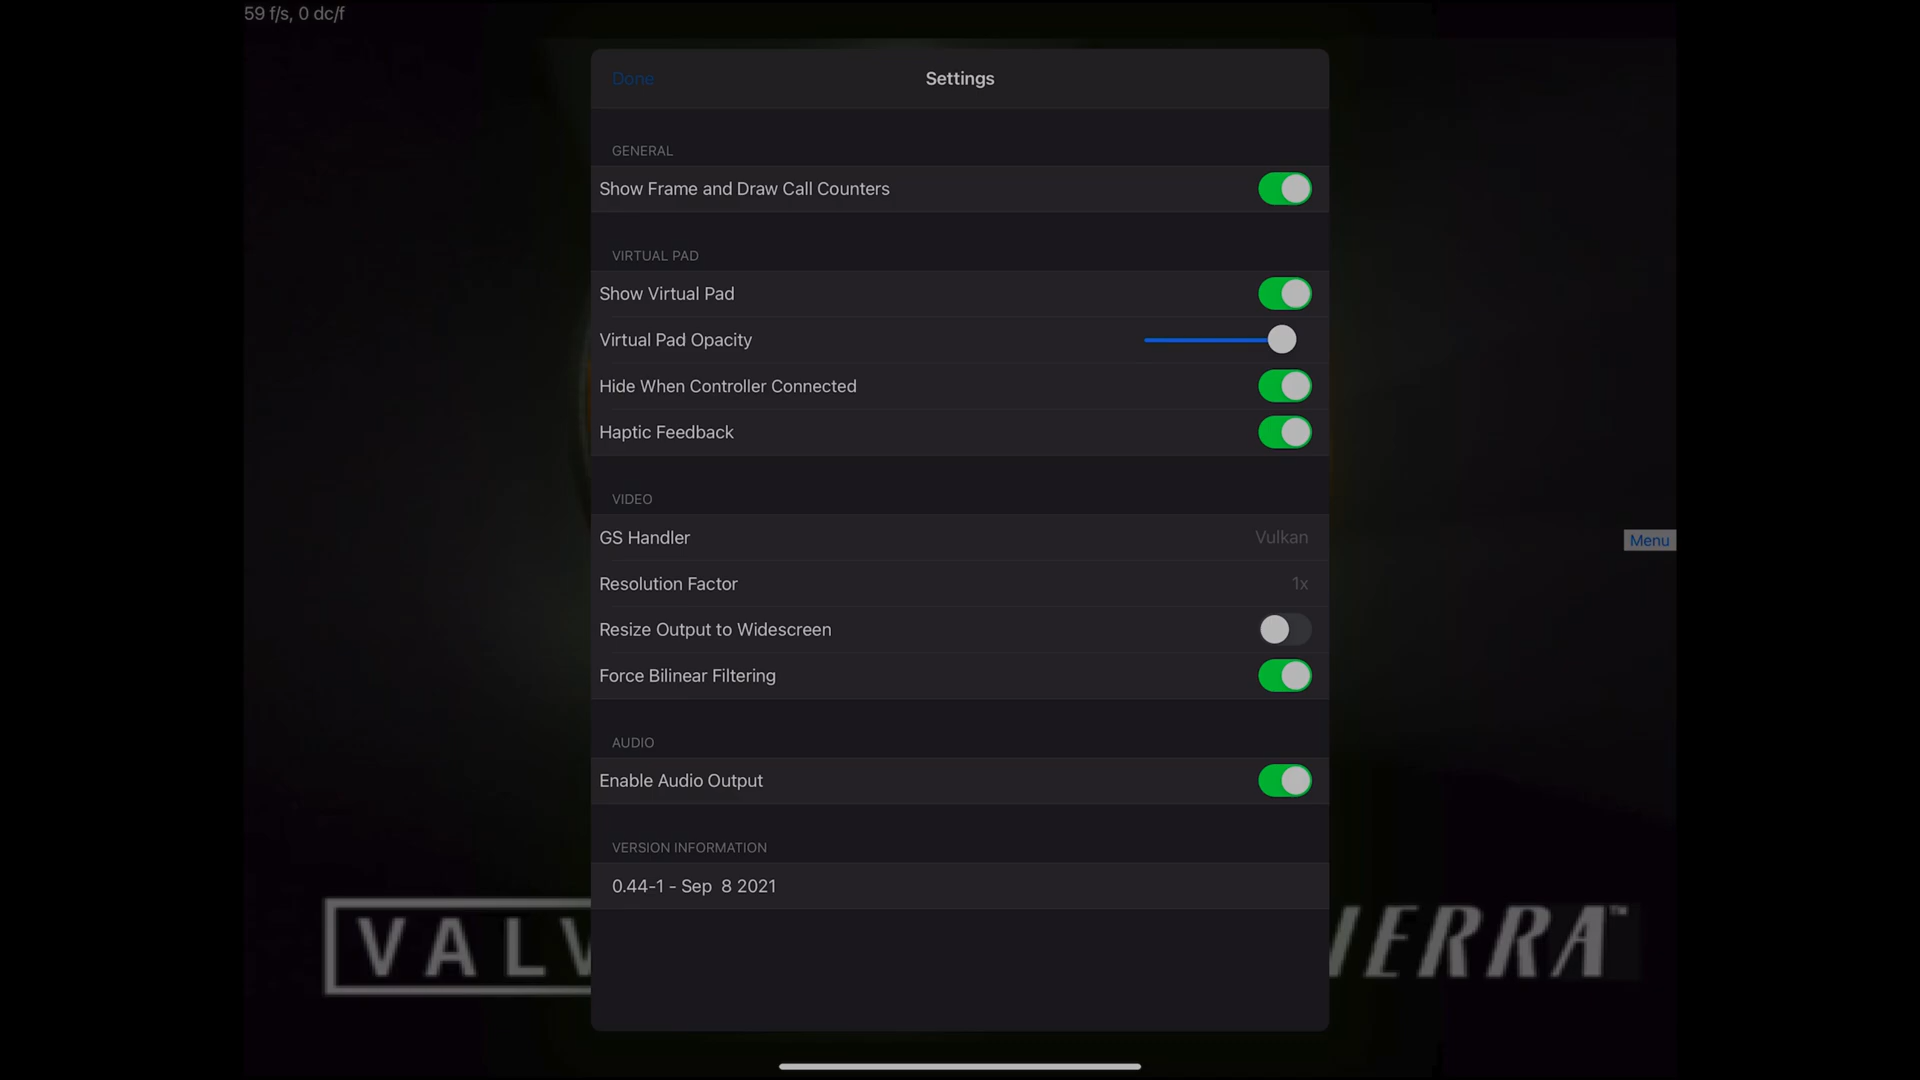 59 f/s, 0 dc/f
Done
Settings
GENERAL
Show Frame and Draw Call Counters
VIRTUAL PAD
Show Virtual Pad
Virtual Pad Opacity
Hide When Controller Connected
Haptic Feedback
VIDEO
GS Handler Vulkan
Menu
Resolution Factor 1x
Resize Output to Widescreen
Force Bilinear Filtering
AUDIO
Enable Audio Output
VERSION INFORMATION
0.44-1 - Sep  8 2021
VALV IERRA™